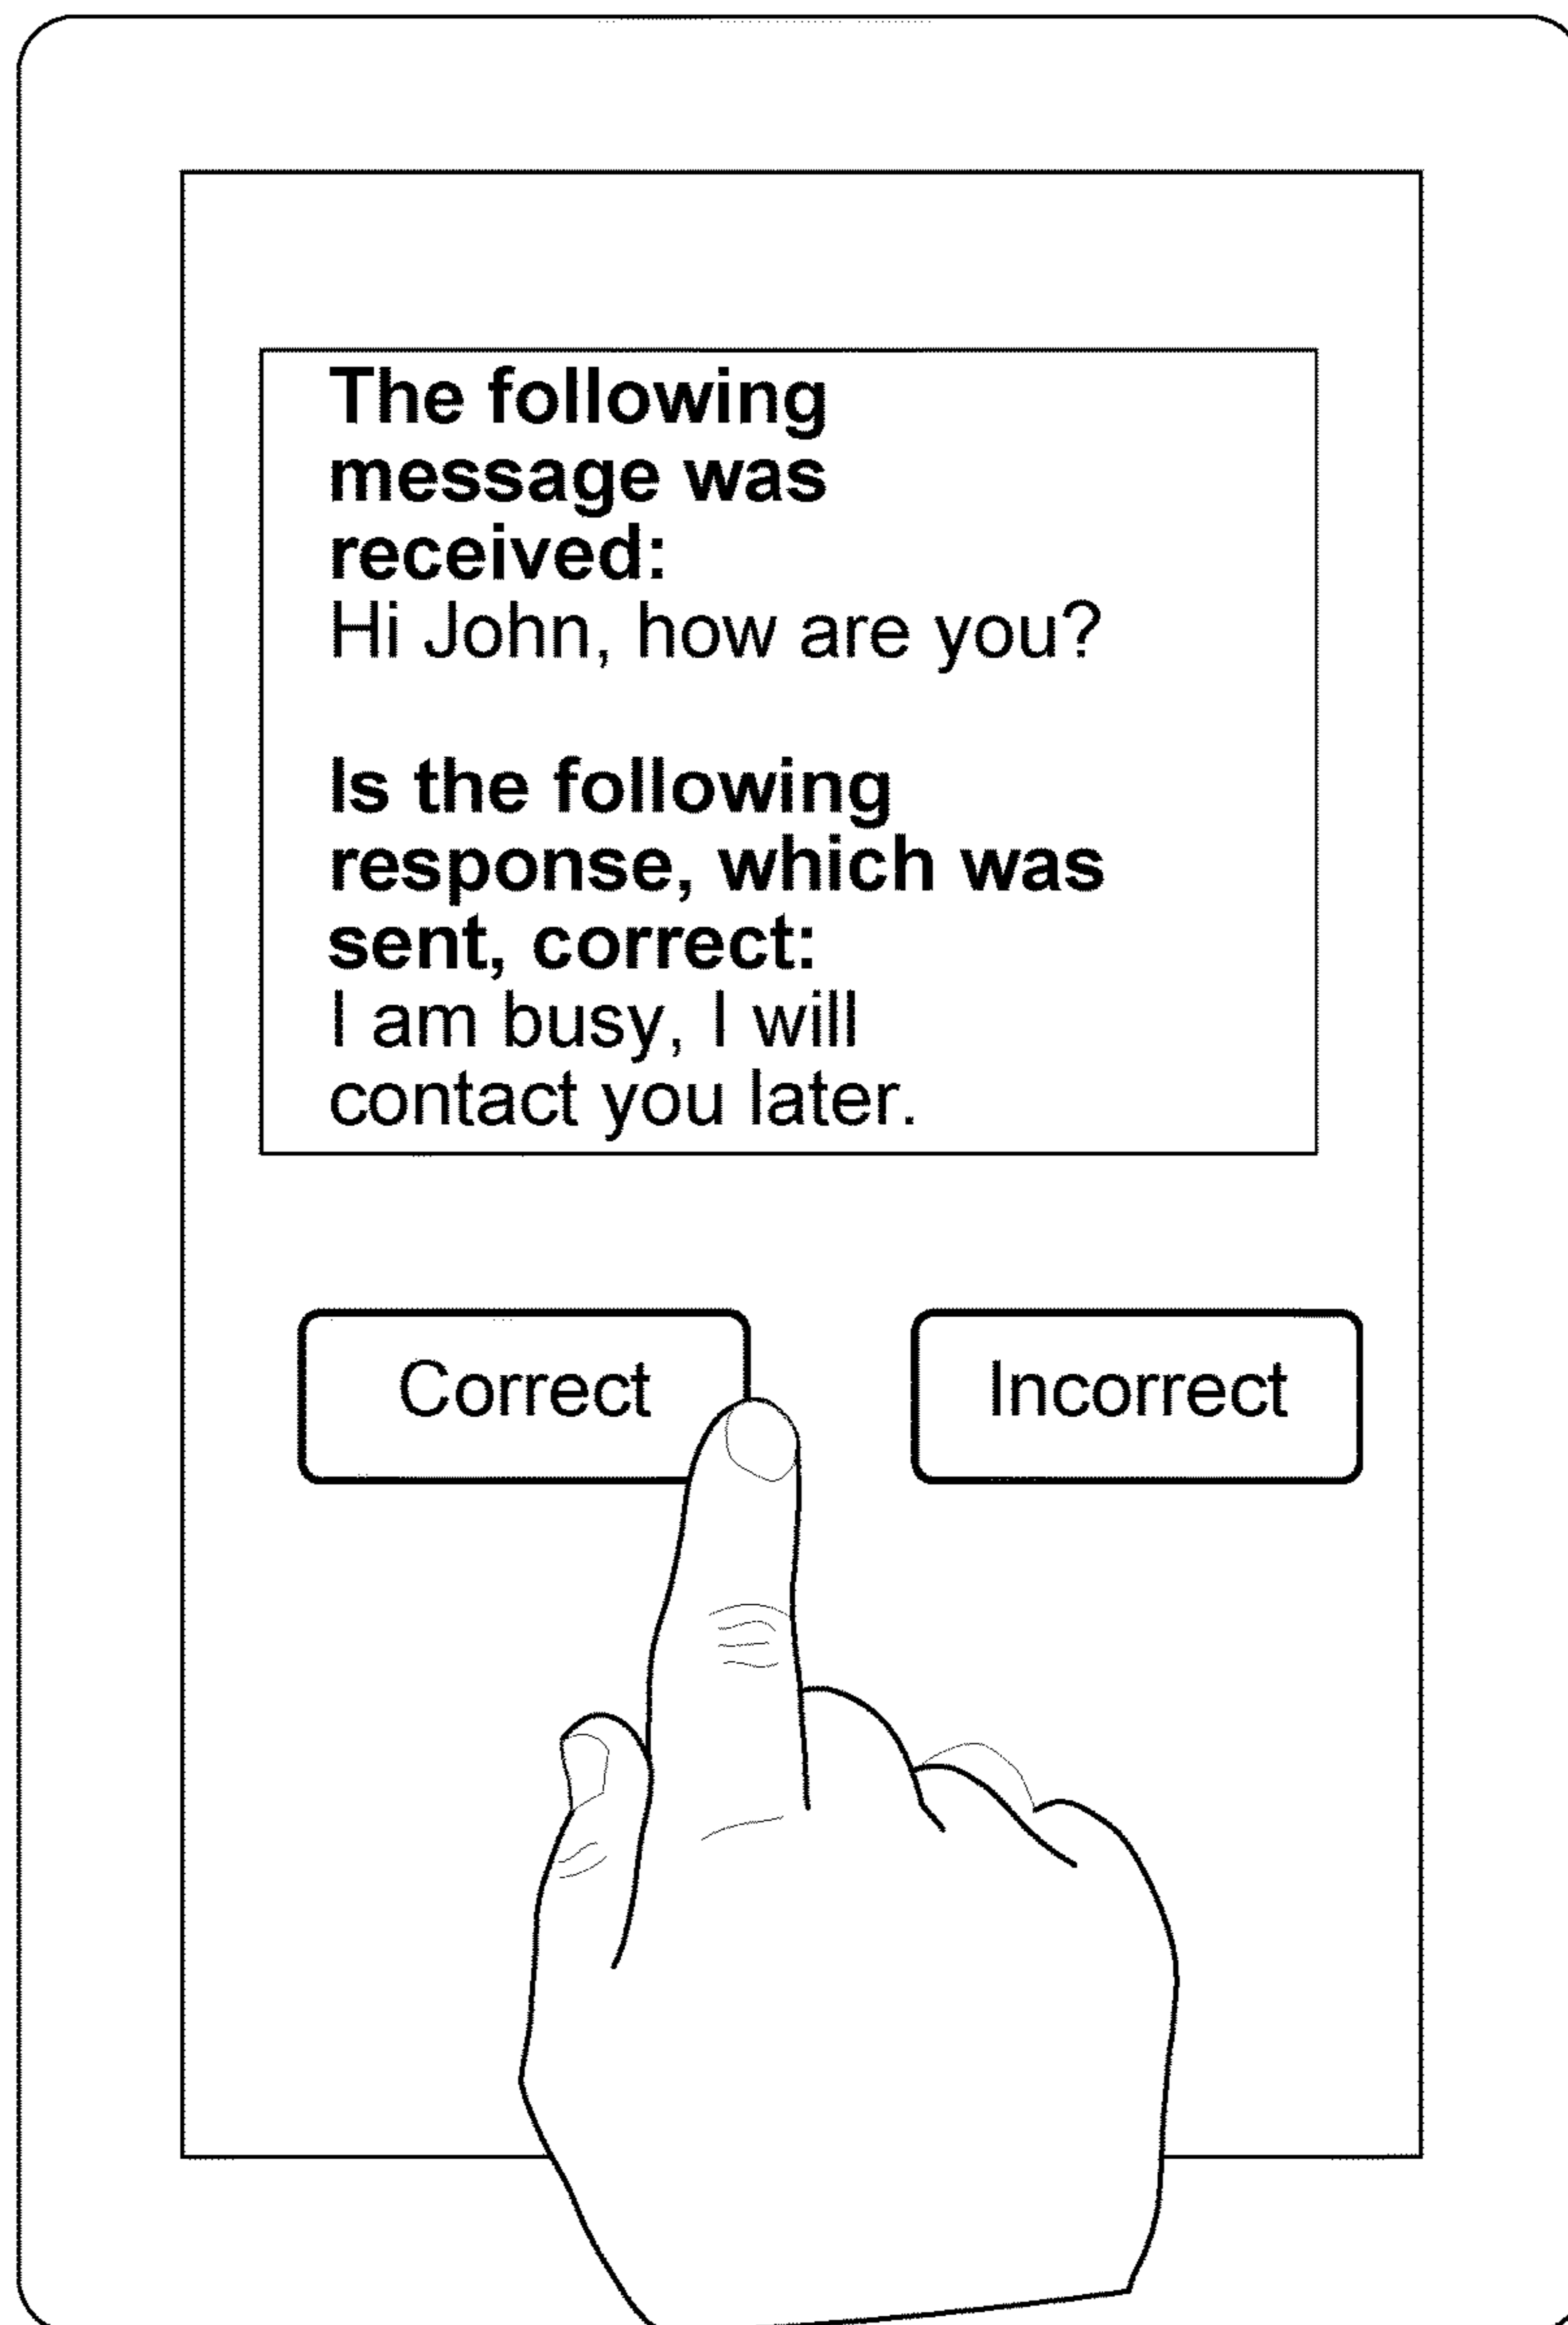 The following
message was
received:
Hi John, how are you?
Is the following
response, which was
sent, correct:
I am busy, I will
contact you later.
Correct
Incorrect